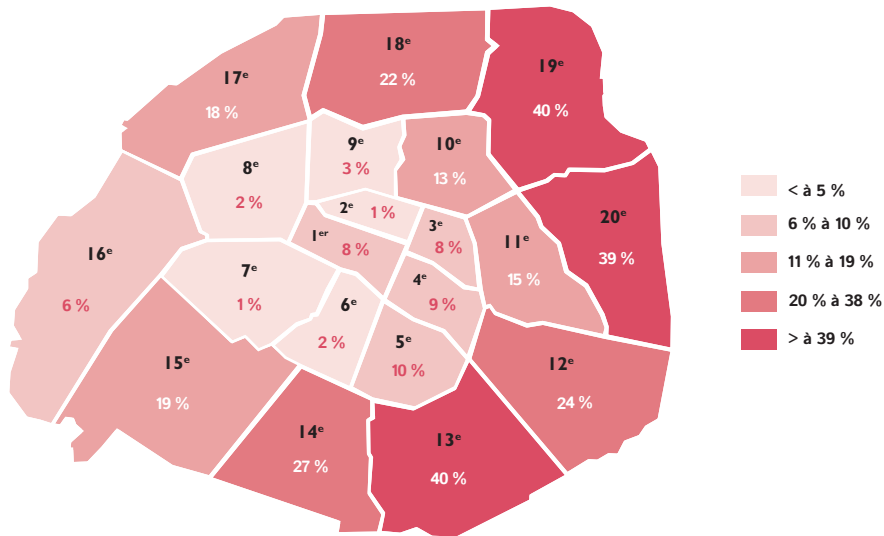 18ᵉ
22 %
19ᵉ
40 %
17ᵉ
18 %
9ᵉ
3 %
10ᵉ
13 %
8ᵉ
2 %
2ᵉ 1 %
1ᵉʳ 8 %
3ᵉ
8 %
20ᵉ
39 %
11ᵉ
15 %
16ᵉ
6 %
7ᵉ
1 %
4ᵉ
9 %
6ᵉ
2 %
5ᵉ
10 %
15ᵉ
19 %
12ᵉ
24 %
14ᵉ
27 %
13ᵉ
40 %
< à 5 %
6 % à 10 %
11 % à 19 %
20 % à 38 %
> à 39 %